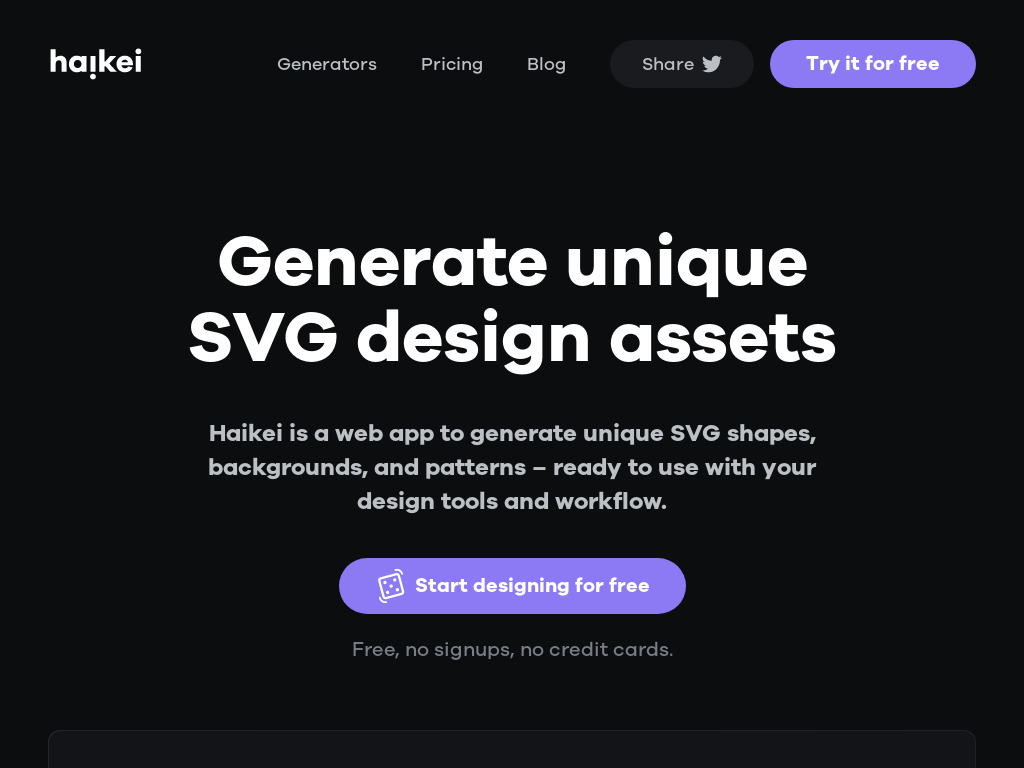 haikei
Generators
Pricing
Blog
Share
Try it for free
Generate unique
SVG design assets
Haikei is a web app to generate unique SVG shapes,
backgrounds, and patterns – ready to use with your
design tools and workflow.
Start designing for free
Free, no signups, no credit cards.